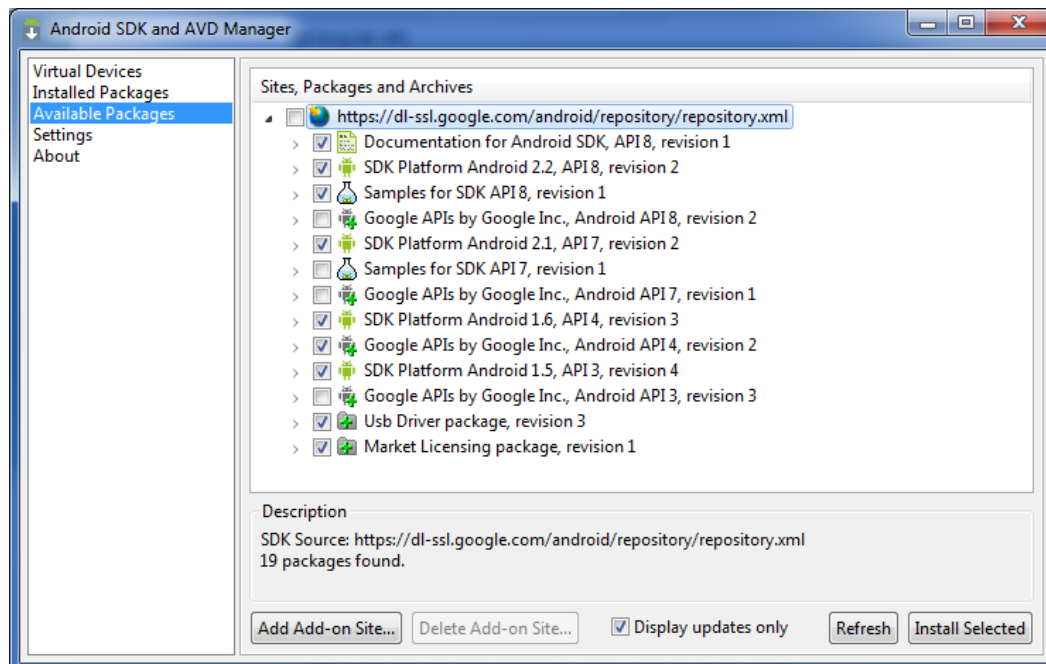 Android SDK and AVD Manager
Virtual Devices
Installed Packages
Available Packages
Settings
About
Sites, Packages and Archives
https://dl-ssl.google.com/android/repository/repository.xml
Documentation for Android SDK, API 8, revision 1
SDK Platform Android 2.2, API 8, revision 2
Samples for SDK API 8, revision 1
Google APIs by Google Inc., Android API 8, revision 2
SDK Platform Android 2.1, API 7, revision 2
Samples for SDK API 7, revision 1
Google APIs by Google Inc., Android API 7, revision 1
SDK Platform Android 1.6, API 4, revision 3
Google APIs by Google Inc., Android API 4, revision 2
SDK Platform Android 1.5, API 3, revision 4
Google APIs by Google Inc., Android API 3, revision 3
Usb Driver package, revision 3
Market Licensing package, revision 1
Description
SDK Source: https://dl-ssl.google.com/android/repository/repository.xml
19 packages found.
Add Add-on Site... Delete Add-on Site... Display updates only Refresh Install Selected